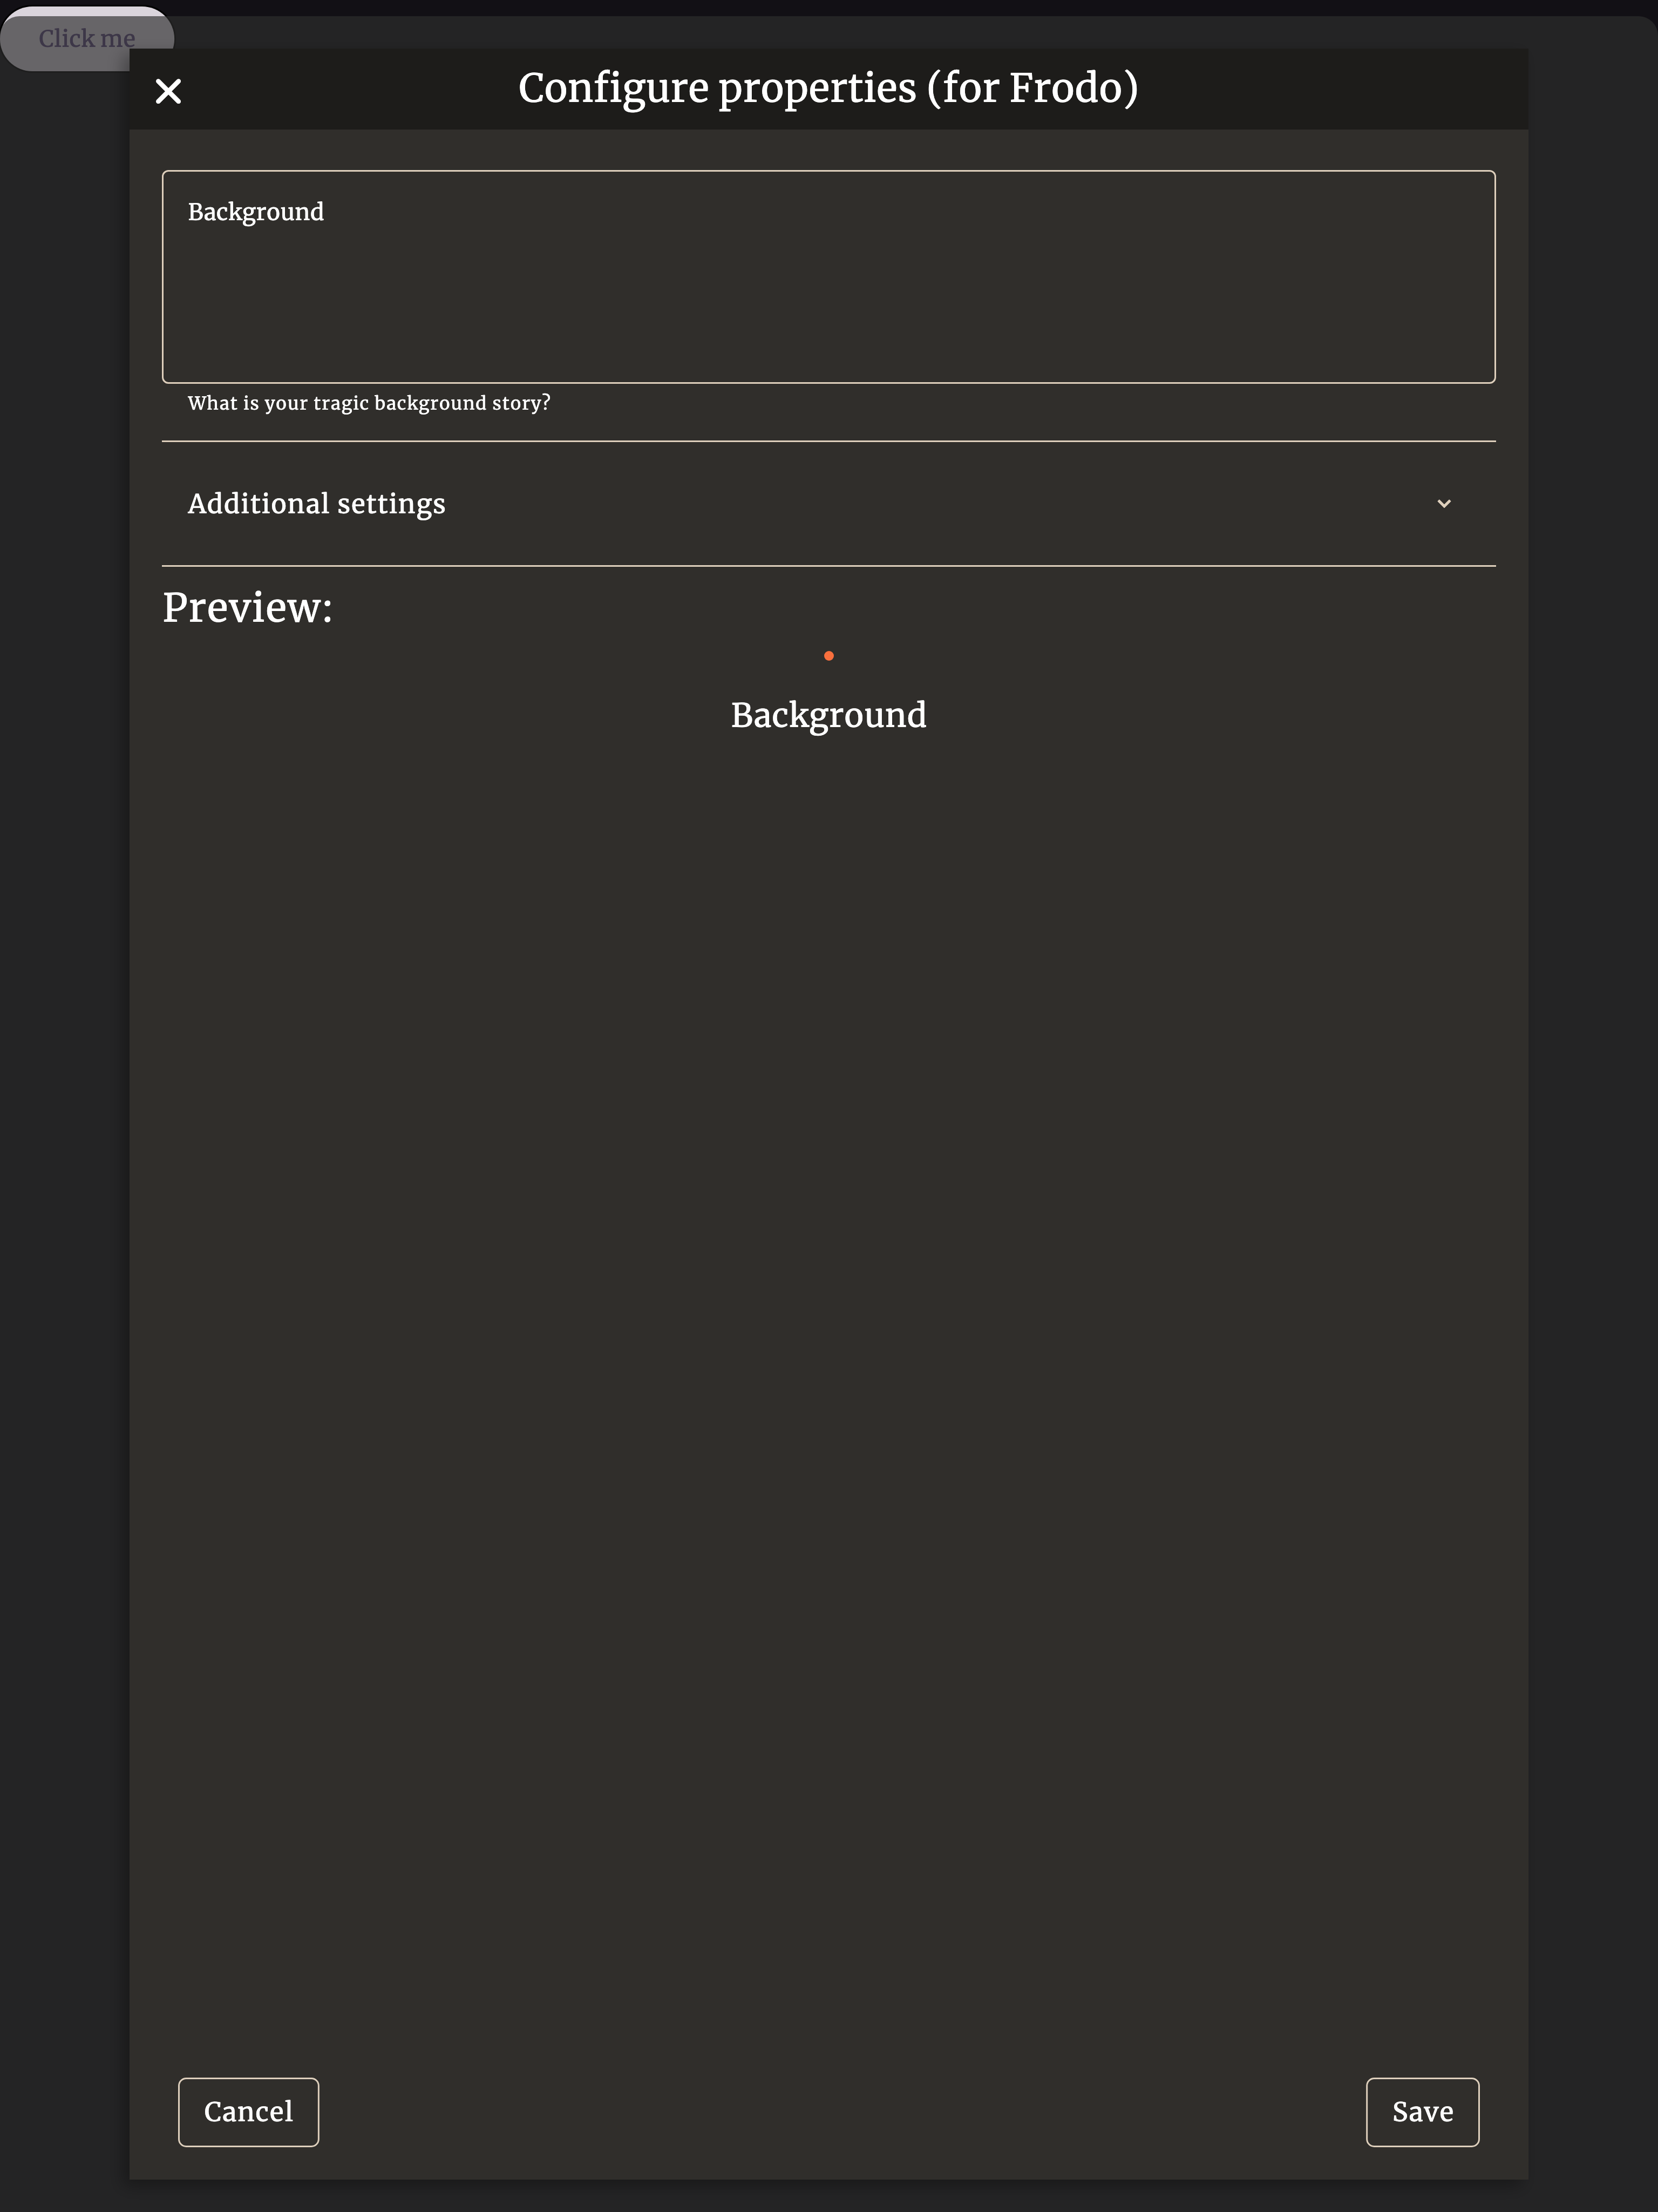 Click me
Configure properties (for Frodo)
Background
What is your tragic background story?
Additional settings
Preview:
Background
Cancel
Save